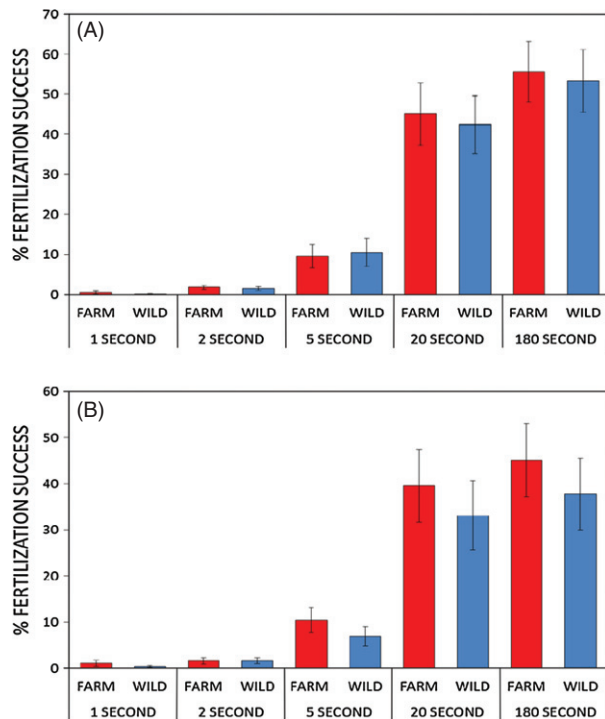 (A)
% FERTILIZATION SUCCESS
70
60
50
40
30
20
10
0
FARM WILD FARM WILD FARM WILD FARM WILD FARM WILD
1 SECOND 2 SECOND 5 SECOND 20 SECOND 180 SECOND
(B)
% FERTILIZATION SUCCESS
60
50
40
30
20
10
0
FARM WILD FARM WILD FARM WILD FARM WILD FARM WILD
1 SECOND 2 SECOND 5 SECOND 20 SECOND 180 SECOND